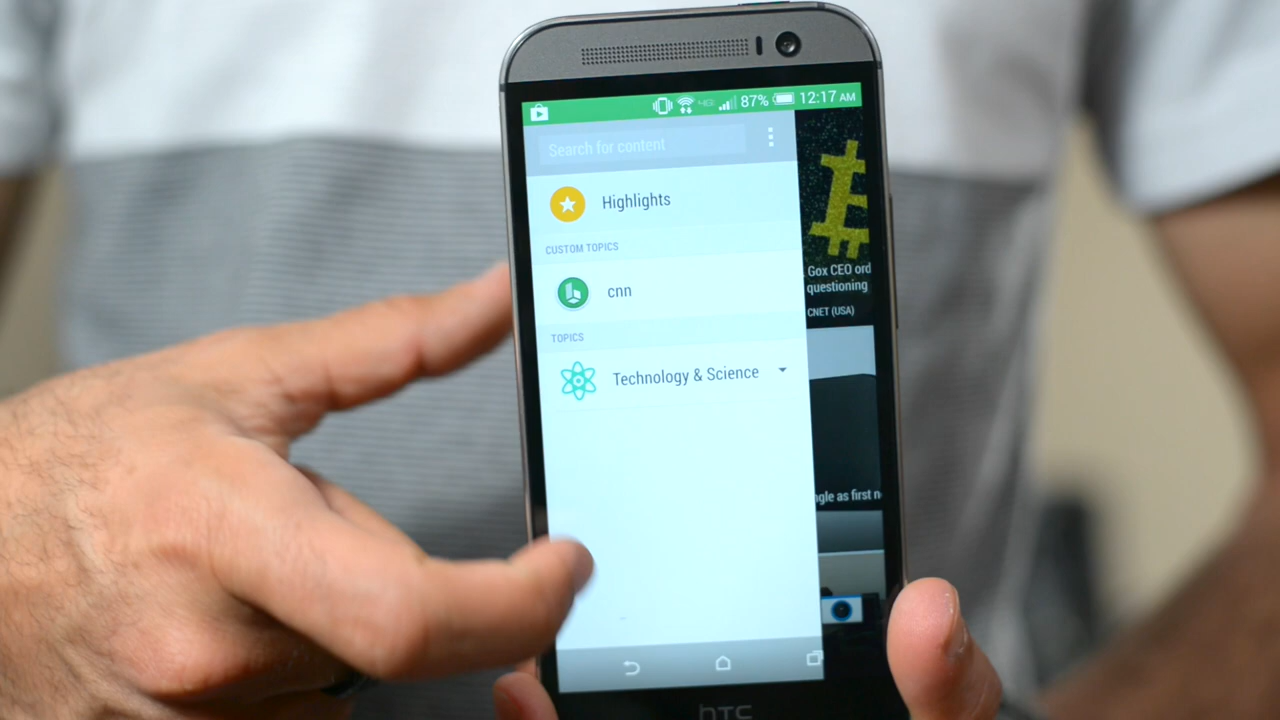 4G 87% 12:17 AM
Search for content
Highlights
CUSTOM TOPICS
cnn
TOPICS
Technology & Science
Gox CEO ord
questioning
CNET (USA)
ngle as first n
hTC